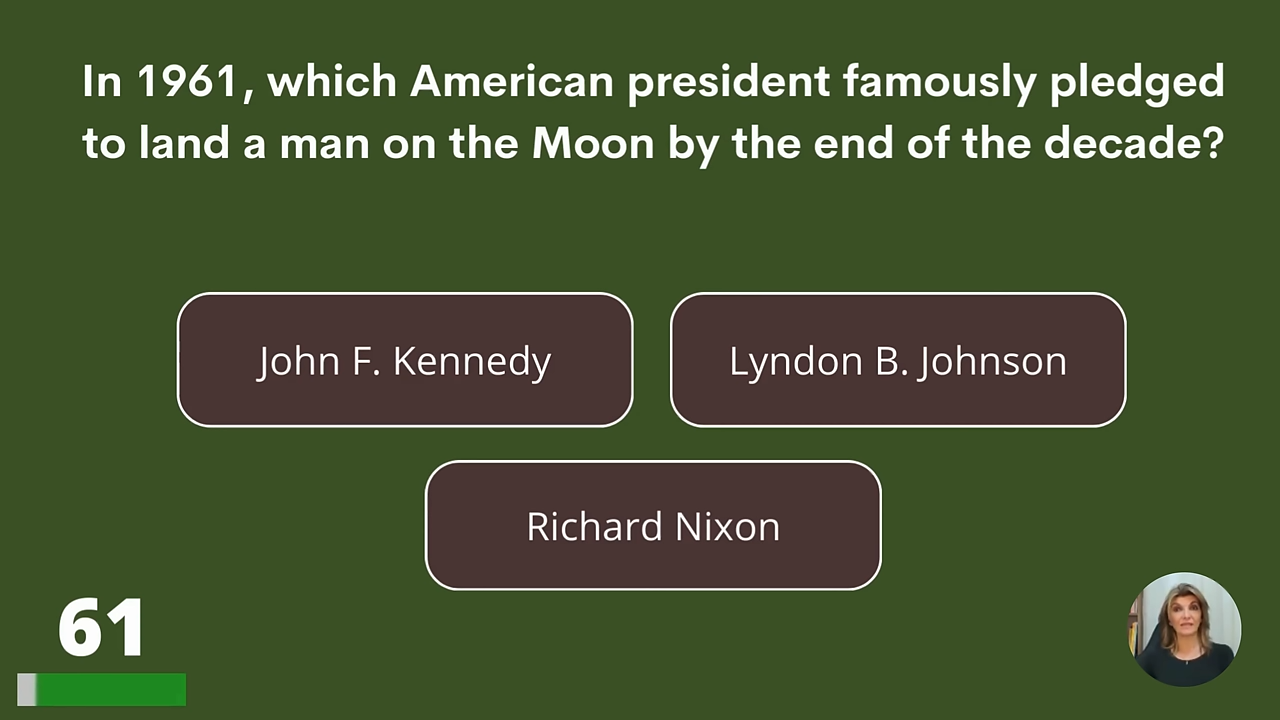 In 1961, which American president famously pledged
to land a man on the Moon by the end of the decade?
John F. Kennedy
Lyndon B. Johnson
Richard Nixon
61